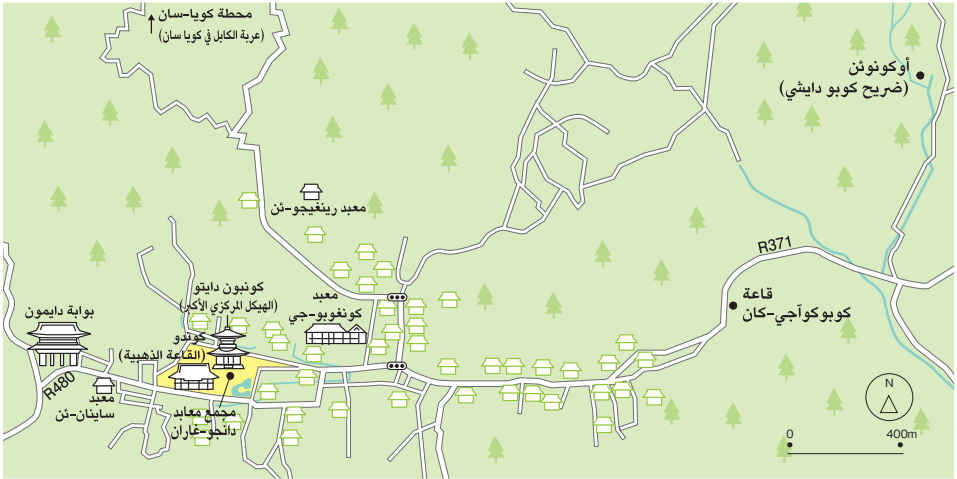 محطة كويا-سان
(عربة الكابل في كويا سان)
أوكونوئن
(ضريح كوبو دايشي)
معبد رينغيجو-ئن
R371
كونبون دايتو
(الهيكل المركزي الأكبر)
معبد
كونغوبو-جي
قاعة
كوبوكوآجي-كان
بوابة دايمون
كوندو
(القاعة الذهبية)
R480
معبد
ساينان-ئن
مجمع معابد
دانجو-غاران
N
0
400m